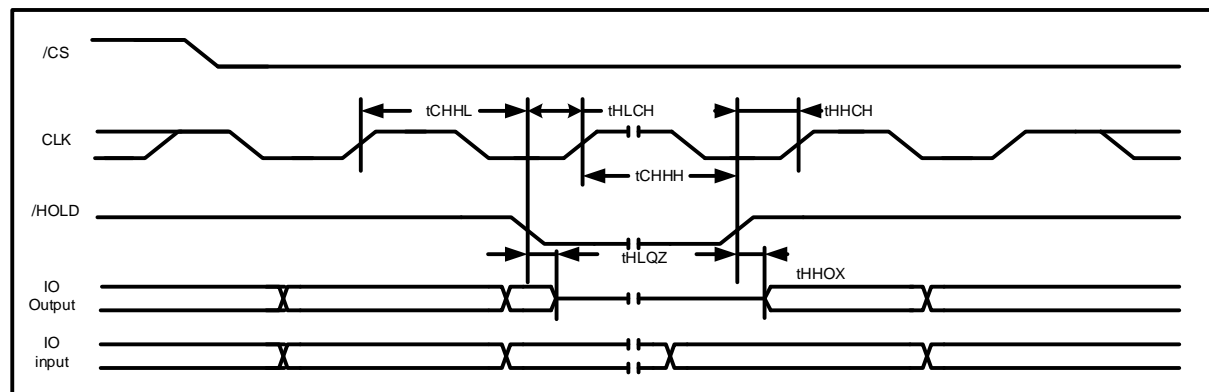 /CS
tCHHL
tHLCH
tHHCH
CLK
tCHHH
/HOLD
tHLQZ
tHHOX
IO
Output
IO
input